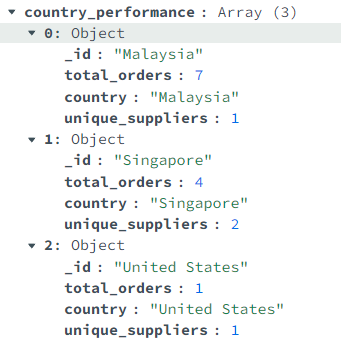 country_performance : Array (3)
0: Object
_id : "Malaysia"
total_orders : 7
country : "Malaysia"
unique_suppliers : 1
1: Object
_id : "Singapore"
total_orders : 4
country : "Singapore"
unique_suppliers : 2
2: Object
_id : "United States"
total_orders : 1
country : "United States"
unique_suppliers : 1